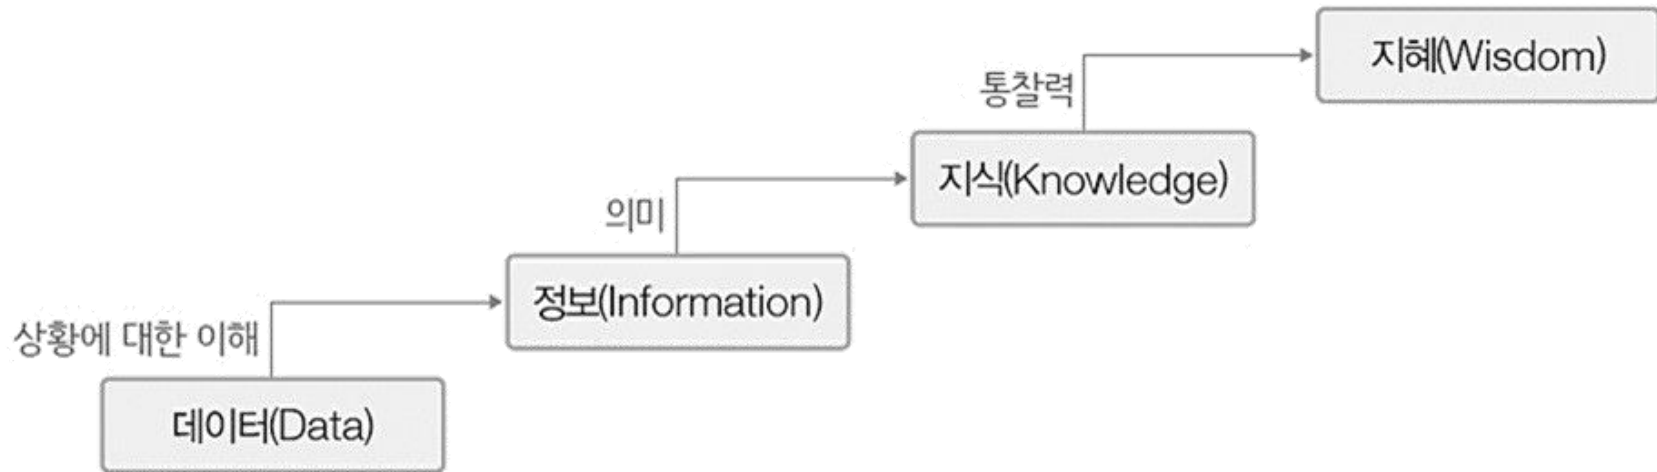 지혜(Wisdom)
통찰력
지식(Knowledge)
의미
정보(Information)
상황에 대한 이해
데이터(Data)